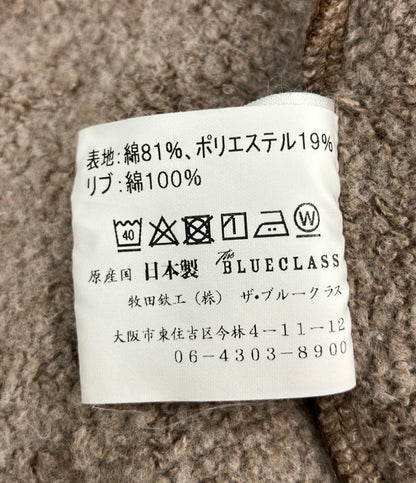 表地:綿81%、ポリエステル19%
リブ:綿100%
40 W
原産国 日本製 The BLUECLASS
牧田鉄工(株) ザ・ブルークラス
大阪市東住吉区今林4-11-12
06-4303-8900